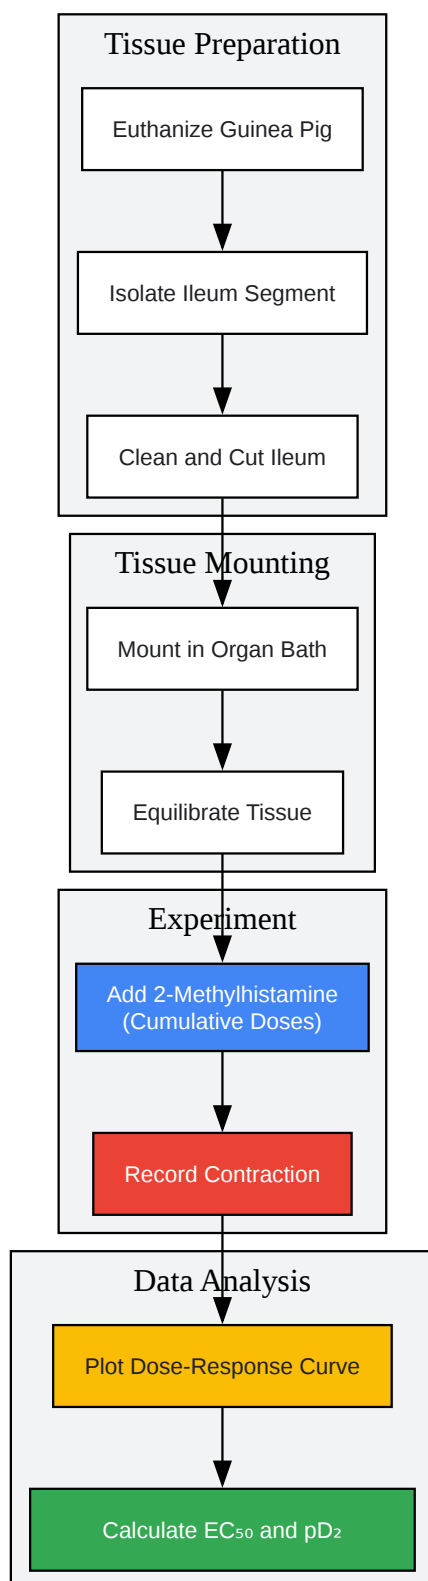 Tissue Preparation
Euthanize Guinea Pig
Isolate Ileum Segment
Clean and Cut Ileum
Tissue Mounting
Mount in Organ Bath
Equilibrate Tissue
Experiment
Add 2-Methylhistamine
(Cumulative Doses)
Record Contraction
Data Analysis
Plot Dose-Response Curve
Calculate EC₅₀ and pD₂